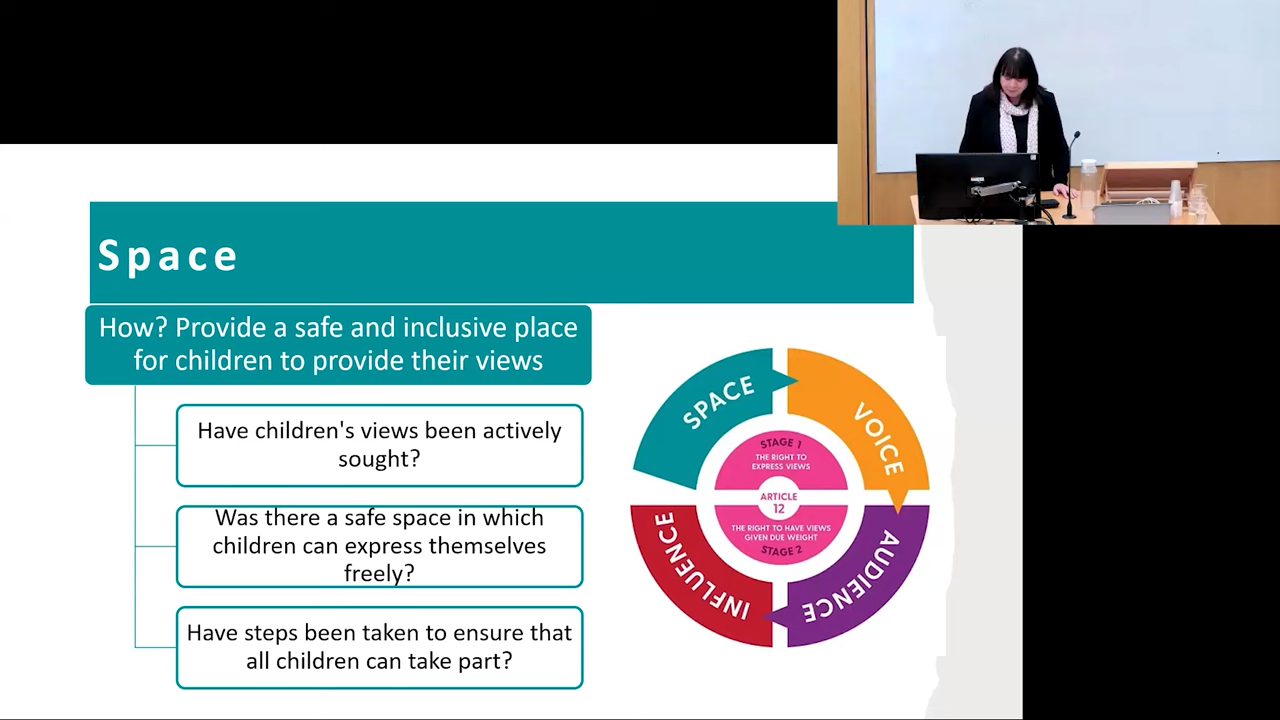 Space
How? Provide a safe and inclusive place
for children to provide their views
Have children's views been actively
sought?
Was there a safe space in which
children can express themselves
freely?
Have steps been taken to ensure that
all children can take part?
SPACE
VOICE
STAGE 1
THE RIGHT TO
EXPRESS VIEWS
ARTICLE
12
THE RIGHT TO HAVE VIEWS
GIVEN DUE WEIGHT
STAGE 2
INFLUENCE
AUDIENCE